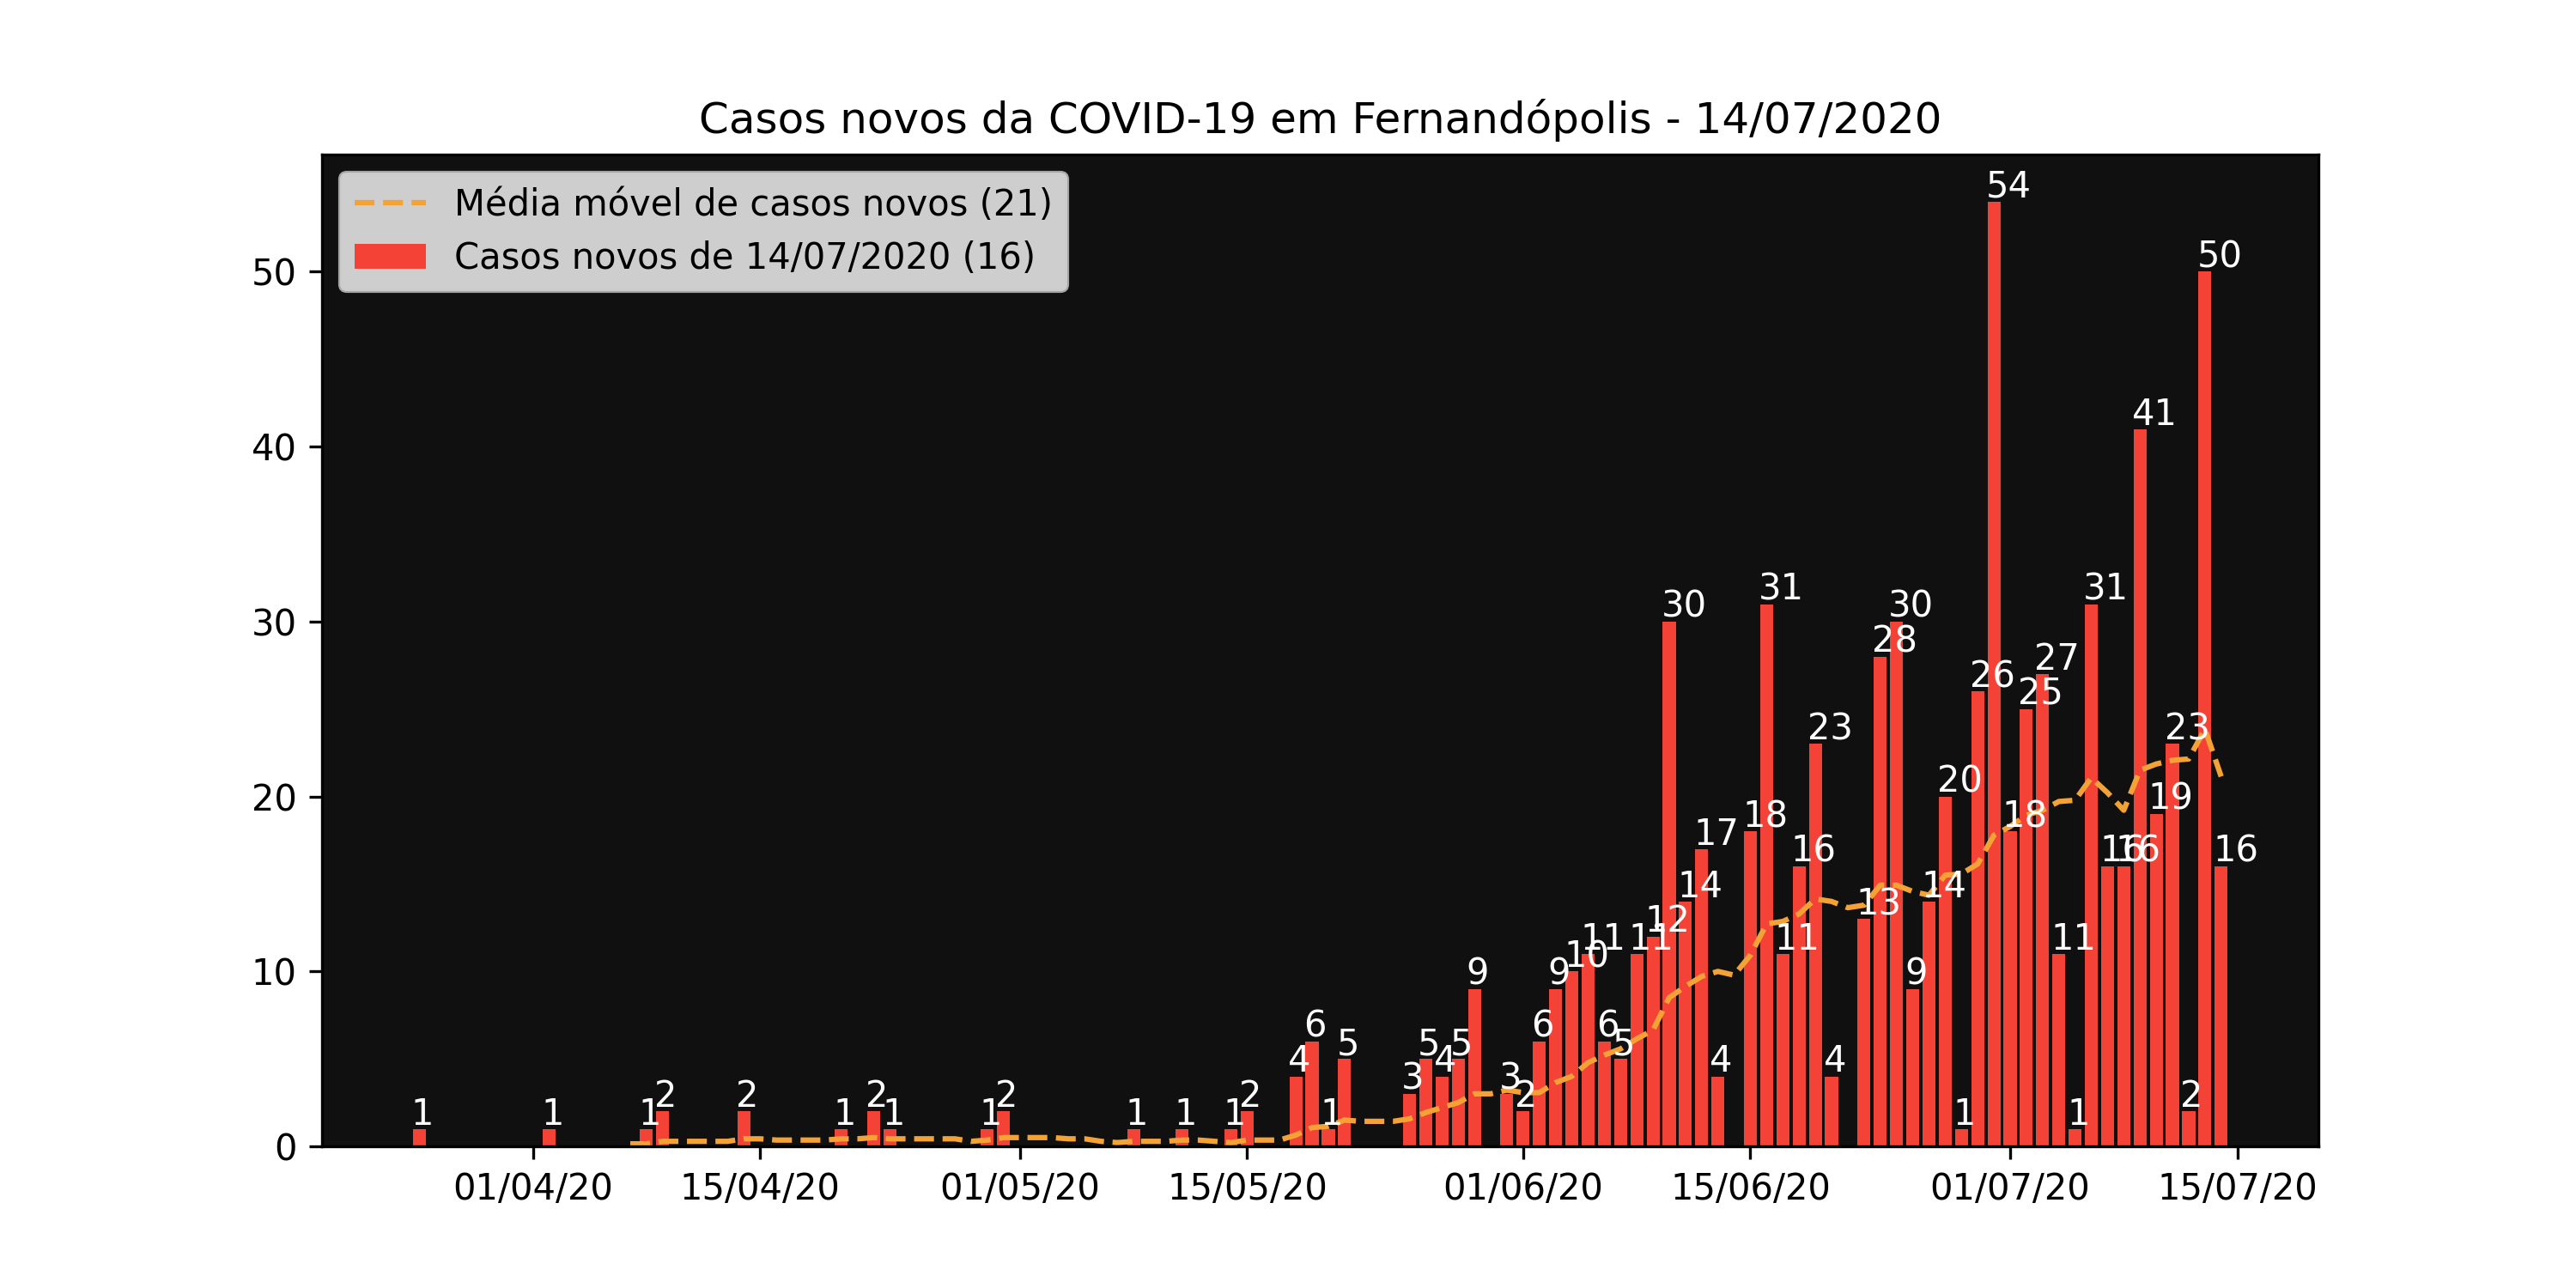 Casos novos da COVID-19 em Fernandópolis - 14/07/2020
Média móvel de casos novos (21)
Casos novos de 14/07/2020 (16)
50
40
30
20
10
0
1 1 1 2 2 1 2 1 1 2 1 1 1 2 4 6 1 5 3 5 4 5 9 3 2 6 9 10 11 6 5 11 12 30 14 17 4 18 31 11 16 23 4 13 28 30 9 14 20 1 26 54 18 25 27 11 1 31 16 16 41 19 23 2 50 16
01/04/20 15/04/20 01/05/20 15/05/20 01/06/20 15/06/20 01/07/20 15/07/20